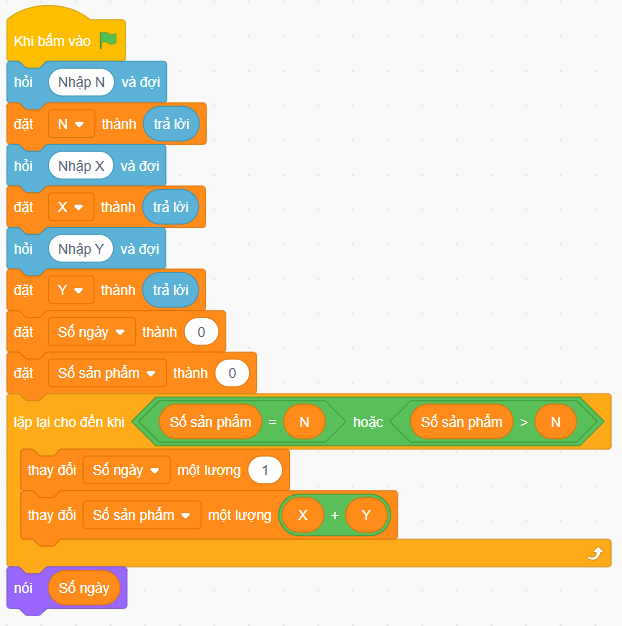 Khi bấm vào
hỏi Nhập N và đợi
đặt N thành trả lời
hỏi Nhập X và đợi
đặt X thành trả lời
hỏi Nhập Y và đợi
đặt Y thành trả lời
đặt Số ngày thành 0
đặt Số sản phẩm thành 0
lặp lại cho đến khi Số sản phẩm = N hoặc Số sản phẩm > N
thay đổi Số ngày một lượng 1
thay đổi Số sản phẩm một lượng X + Y
nói Số ngày